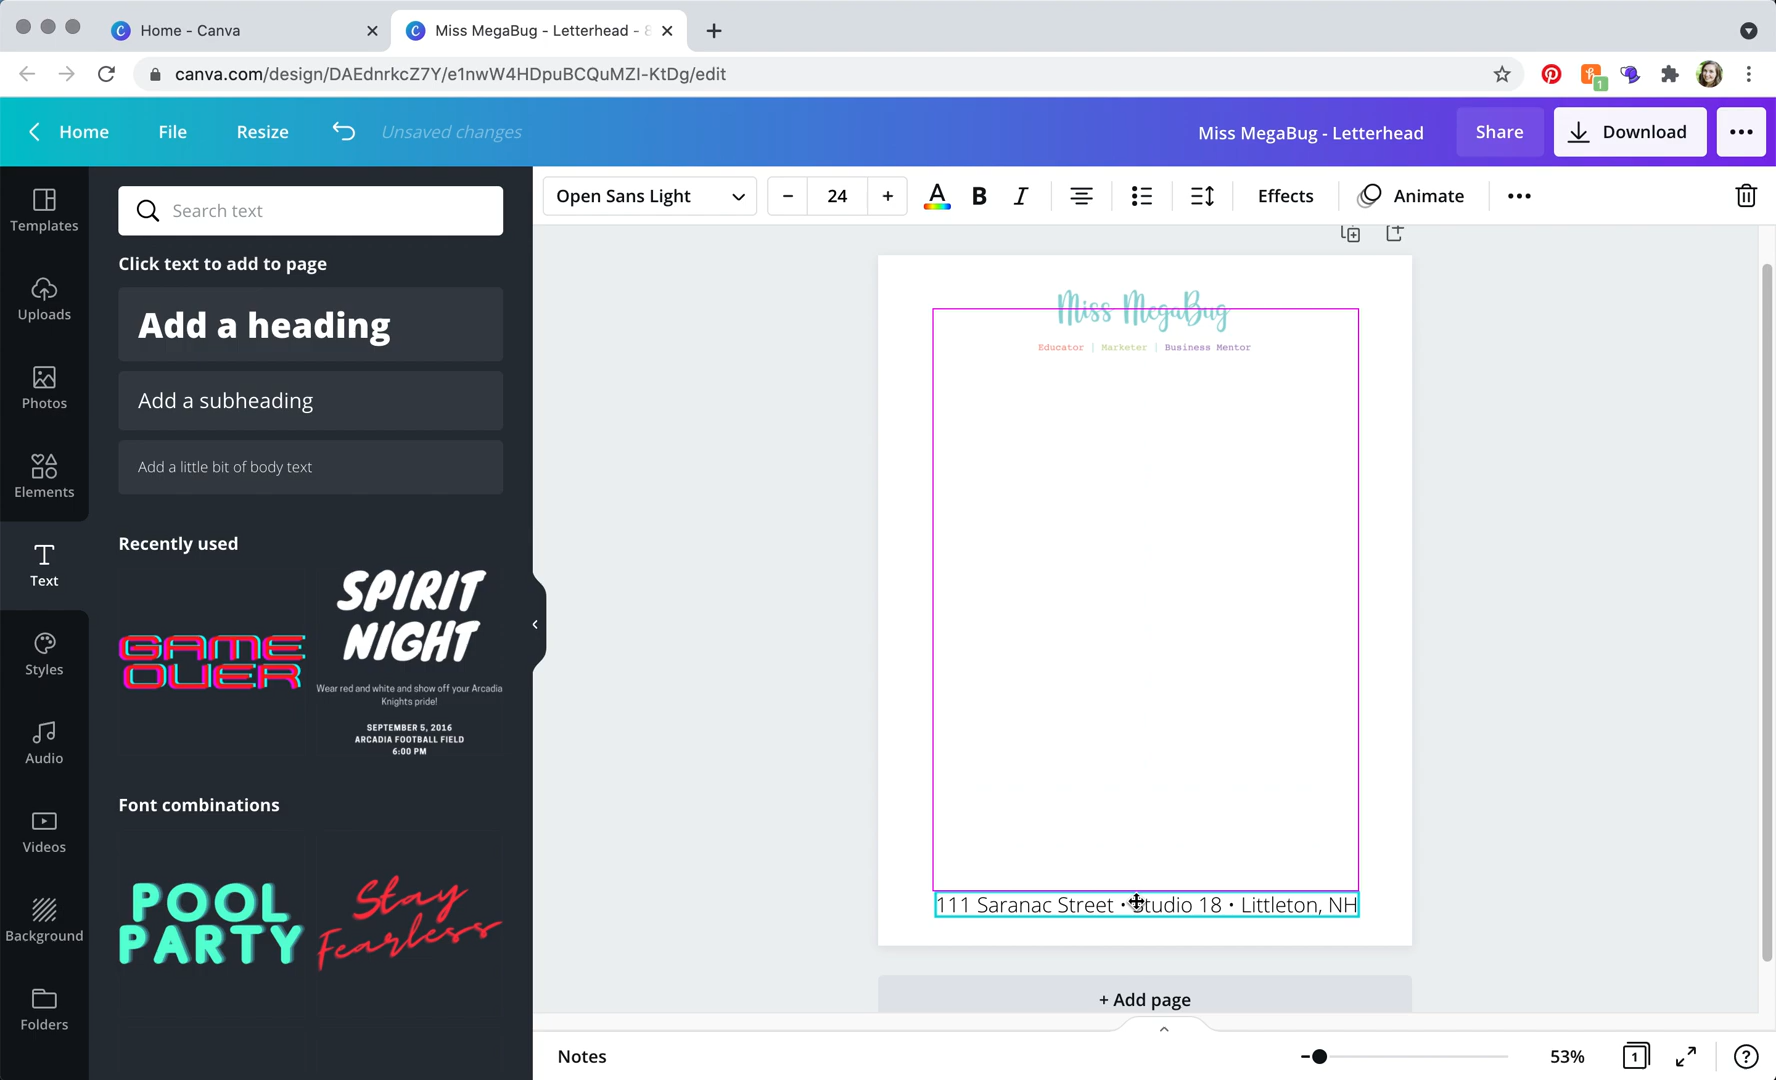 Home - Canva
Miss MegaBug - Letterhead - 8
canva.com/design/DAEdnrkcZ7Y/e1nwW4HDpuBCQuMZI-KtDg/edit
1
Home
File
Resize
Unsaved changes
Miss MegaBug - Letterhead
Share
Download
Templates
Uploads
Photos
Elements
Text
Styles
Audio
Videos
Background
Folders
Search text
Click text to add to page
Add a heading
Add a subheading
Add a little bit of body text
Recently used
GAME
OVER
SPIRIT
NIGHT
Wear red and white and show off your Arcadia
Knights pride!
SEPTEMBER 5, 2016
ARCADIA FOOTBALL FIELD
6:00 PM
Font combinations
POOL
PARTY
Stay
Fearless
Open Sans Light
24
A
B
I
Effects
Animate
Miss MegaBug
Educator | Marketer | Business Mentor
111 Saranac Street • Studio 18 • Littleton, NH
+ Add page
Notes
53%
1
?